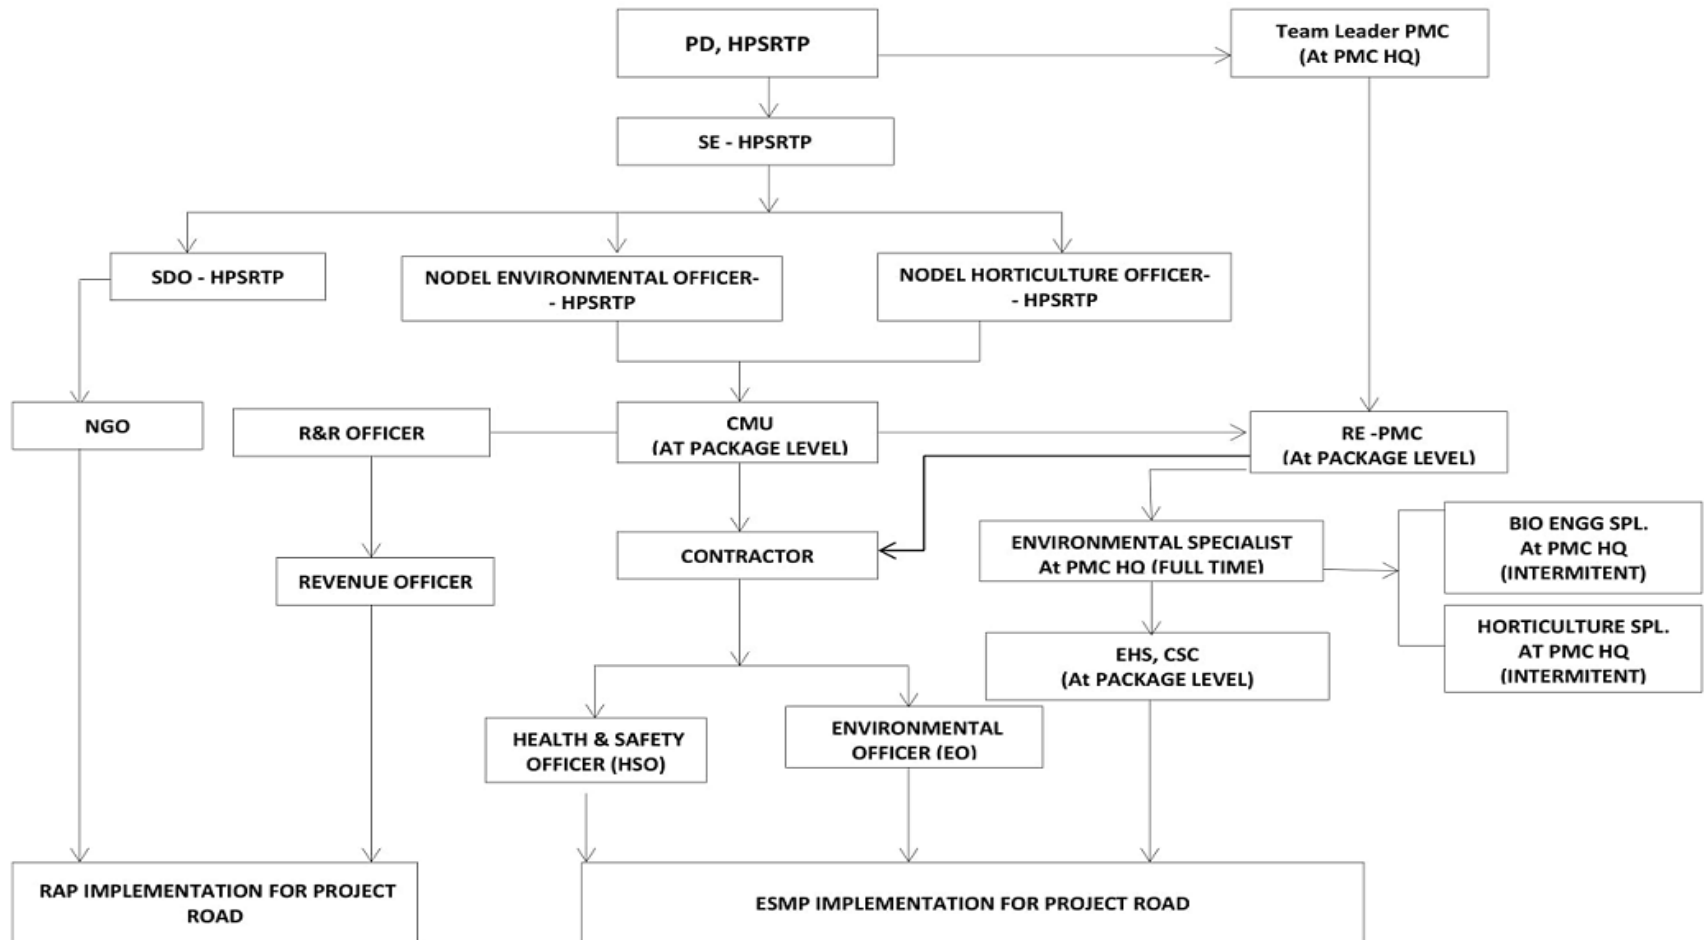 PD, HPSRTP
Team Leader PMC
(At PMC HQ)
SE - HPSRTP
SDO - HPSRTP
NODEL ENVIRONMENTAL OFFICER-
- HPSRTP
NODEL HORTICULTURE OFFICER-
- HPSRTP
NGO
R&R OFFICER
CMU
(AT PACKAGE LEVEL)
RE -PMC
(At PACKAGE LEVEL)
CONTRACTOR
ENVIRONMENTAL SPECIALIST
At PMC HQ (FULL TIME)
BIO ENGG SPL.
At PMC HQ
(INTERMITENT)
REVENUE OFFICER
HORTICULTURE SPL.
AT PMC HQ
(INTERMITENT)
EHS, CSC
(At PACKAGE LEVEL)
HEALTH & SAFETY
OFFICER (HSO)
ENVIRONMENTAL
OFFICER (EO)
RAP IMPLEMENTATION FOR PROJECT
ROAD
ESMP IMPLEMENTATION FOR PROJECT ROAD